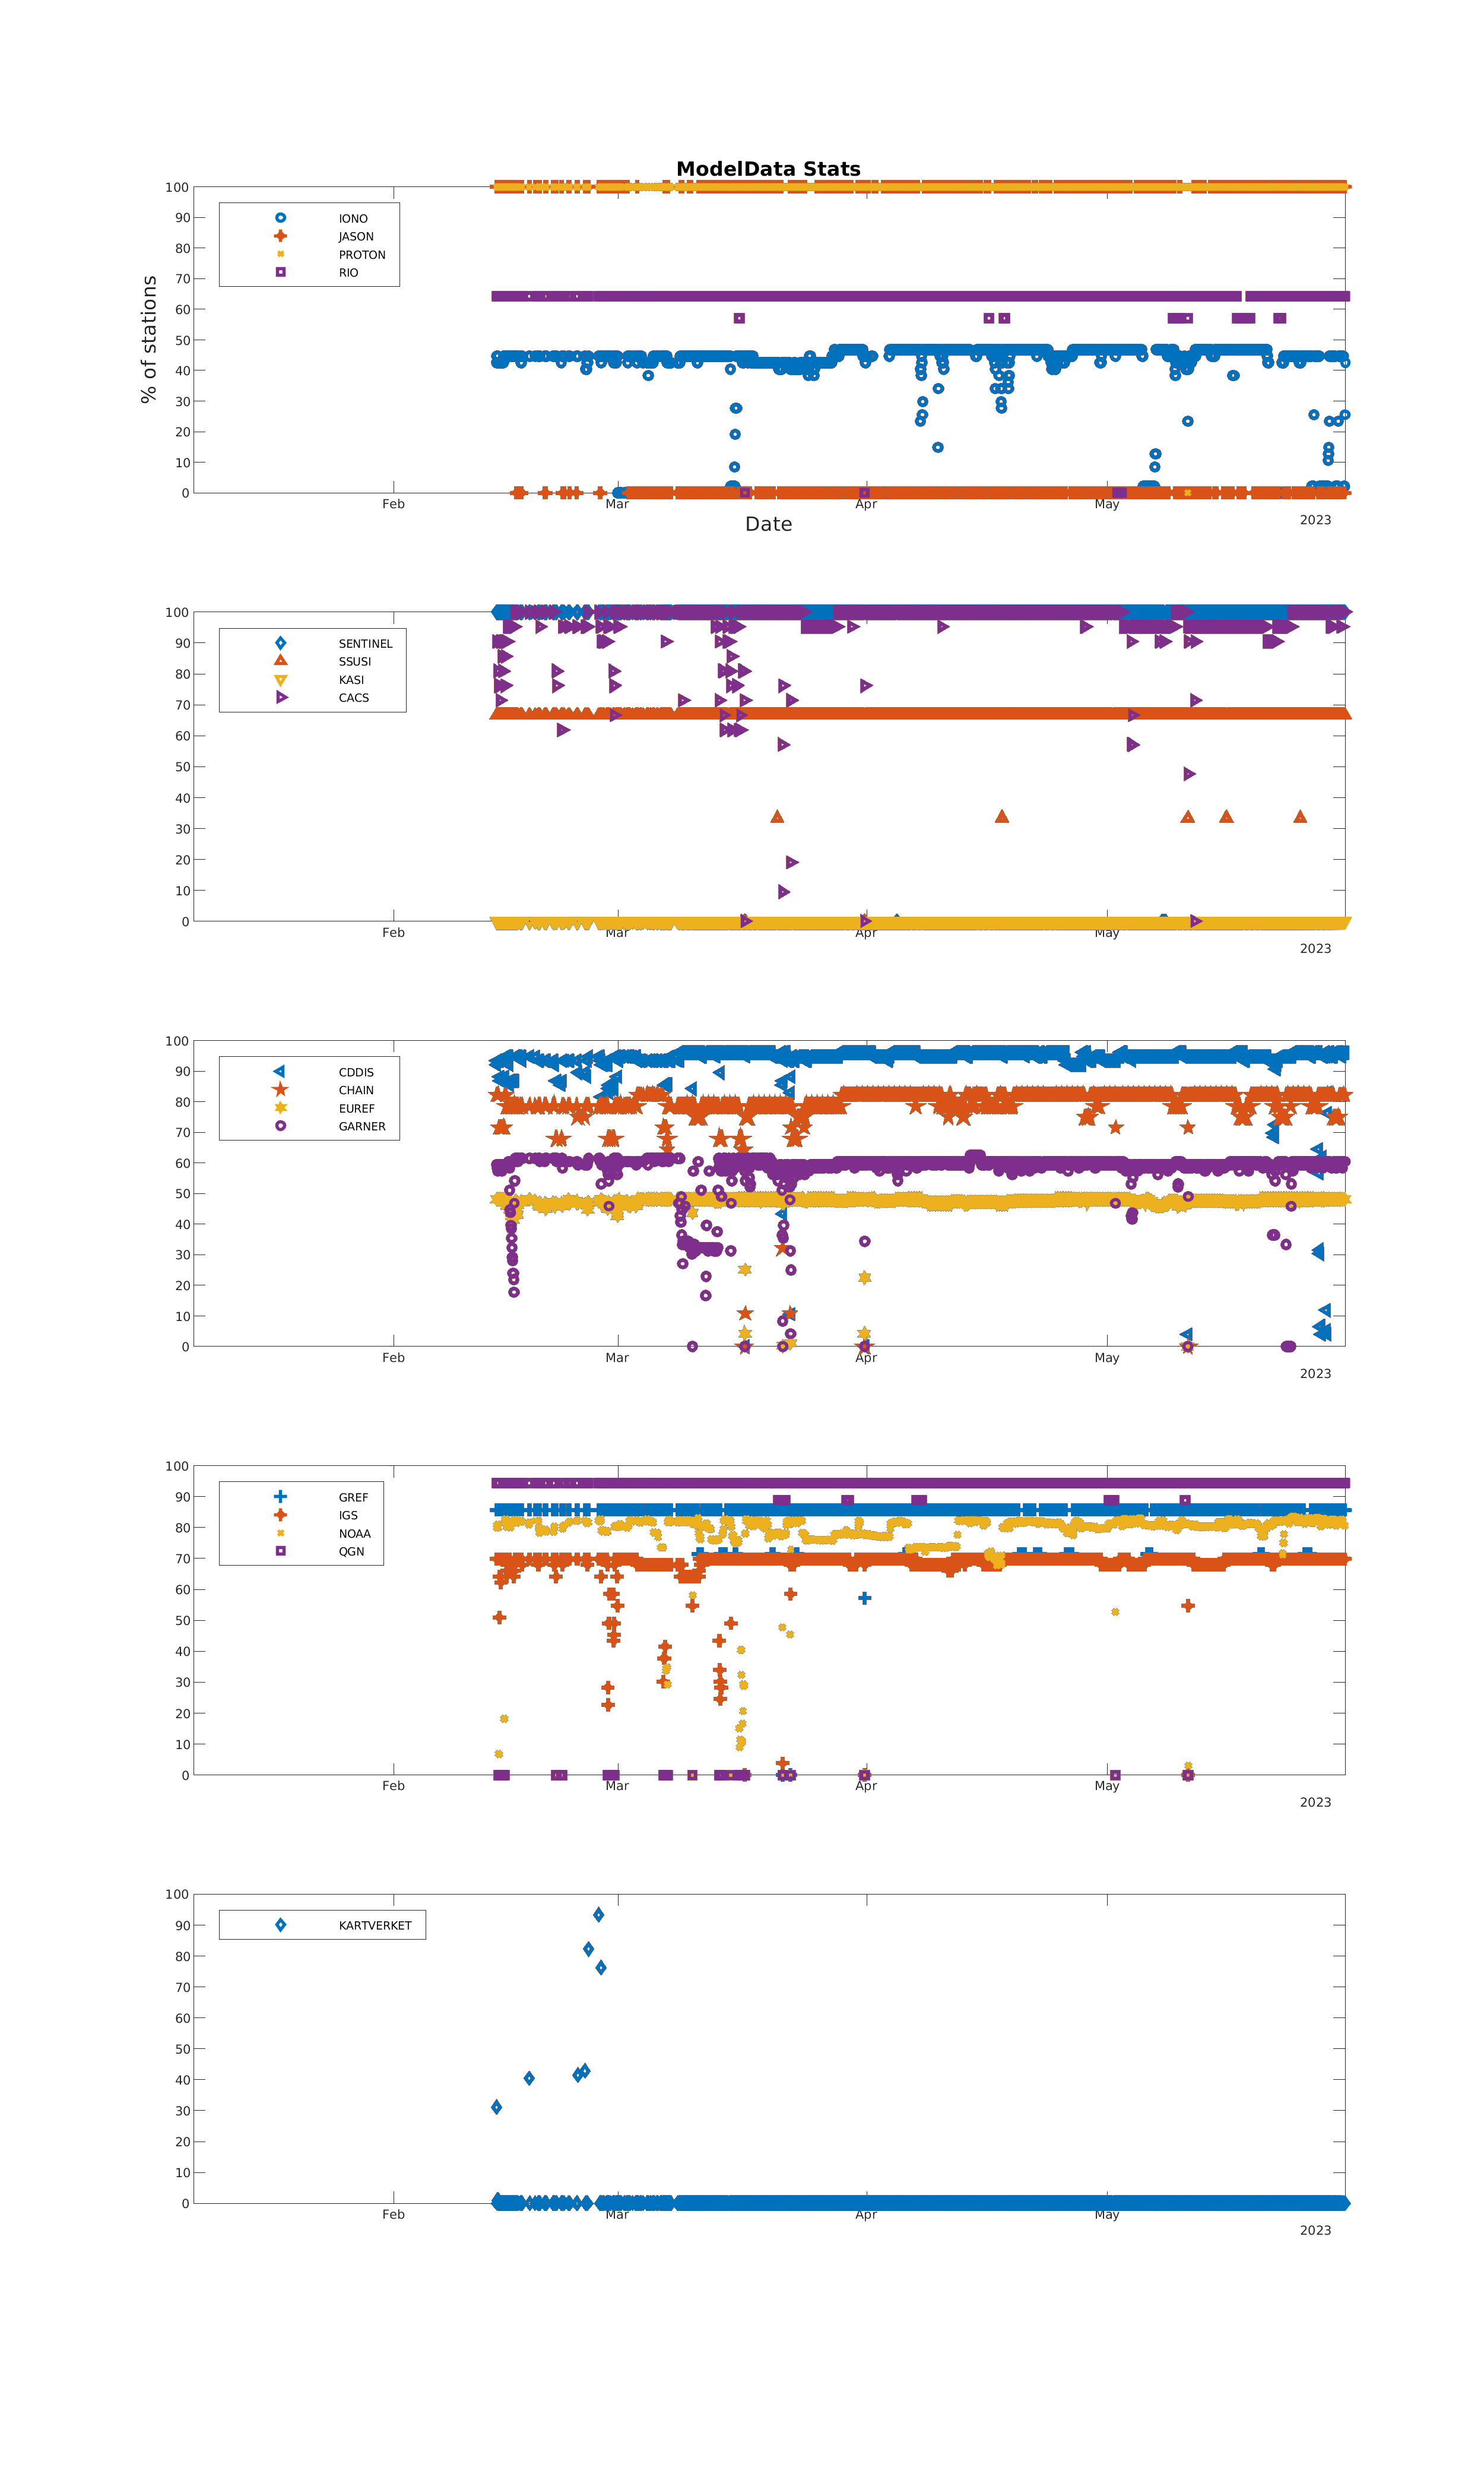 ModelData Stats
% of stations
100
90
80
70
60
50
40
30
20
10
0
IONO
JASON
PROTON
RIO
Feb Mar Apr May
2023
Date
100
90
80
70
60
50
40
30
20
10
0
SENTINEL
SSUSI
KASI
CACS
Feb Mar Apr May
2023
100
90
80
70
60
50
40
30
20
10
0
CDDIS
CHAIN
EUREF
GARNER
Feb Mar Apr May
2023
100
90
80
70
60
50
40
30
20
10
0
GREF
IGS
NOAA
QGN
Feb Mar Apr May
2023
100
90
80
70
60
50
40
30
20
10
0
KARTVERKET
Feb Mar Apr May
2023